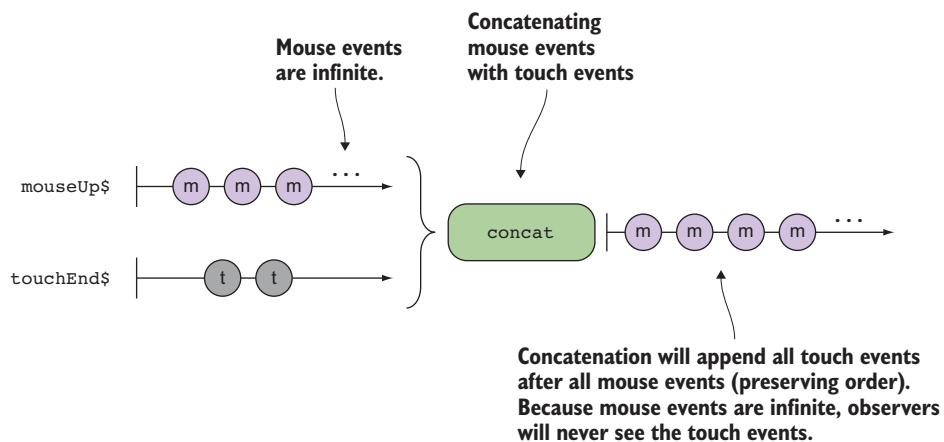 Concatenating
mouse events
with touch events
Mouse events
are infinite.
mouseUp$
m
m
m
...
touchEnd$
t
t
concat
m
m
m
m
...
Concatenation will append all touch events
after all mouse events (preserving order).
Because mouse events are infinite, observers
will never see the touch events.